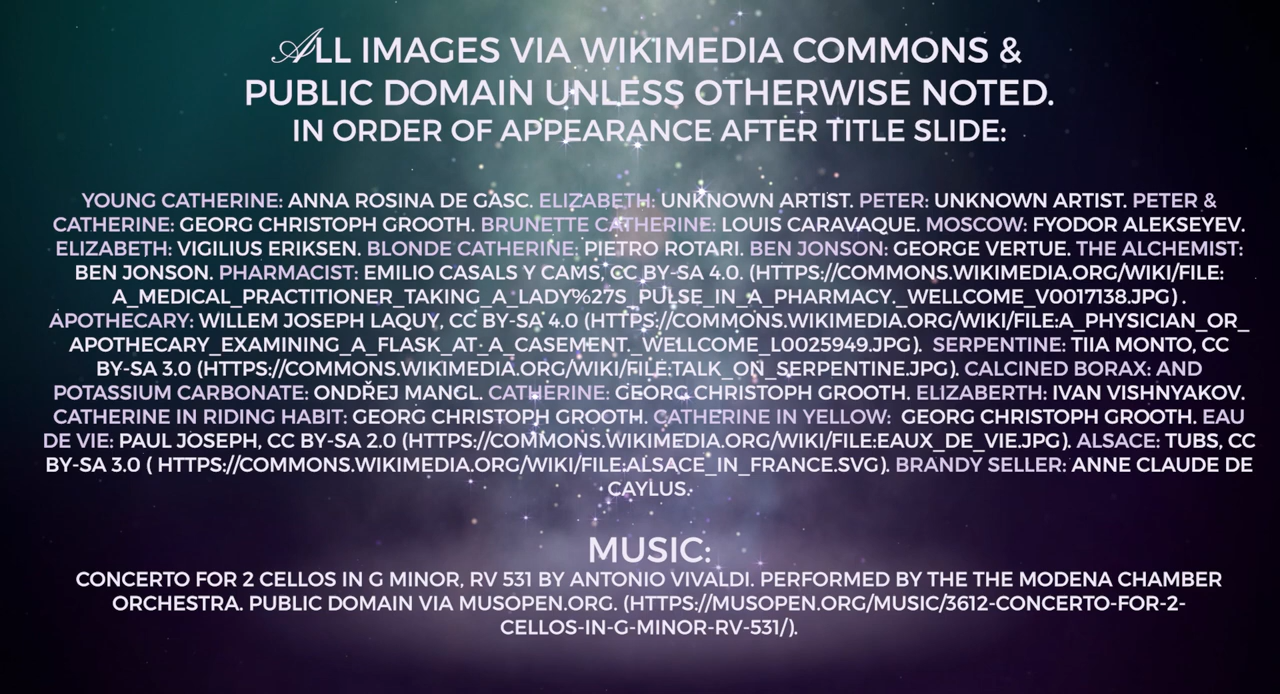 ALL IMAGES VIA WIKIMEDIA COMMONS &
PUBLIC DOMAIN UNLESS OTHERWISE NOTED.
IN ORDER OF APPEARANCE AFTER TITLE SLIDE:
YOUNG CATHERINE: ANNA ROSINA DE GASC. ELIZABETH: UNKNOWN ARTIST. PETER: UNKNOWN ARTIST. PETER &
CATHERINE: GEORG CHRISTOPH GROOTH. BRUNETTE CATHERINE: LOUIS CARAVAQUE. MOSCOW: FYODOR ALEKSEYEV.
ELIZABETH: VIGILIUS ERIKSEN. BLONDE CATHERINE: PIETRO ROTARI. BEN JONSON: GEORGE VERTUE. THE ALCHEMIST:
BEN JONSON. PHARMACIST: EMILIO CASALS Y CAMS, CC BY-SA 4.0. (HTTPS://COMMONS.WIKIMEDIA.ORG/WIKI/FILE:
A_MEDICAL_PRACTITIONER_TAKING_A_LADY%27S_PULSE_IN_A_PHARMACY._WELLCOME_V0017138.JPG).
APOTHECARY: WILLEM JOSEPH LAQUY, CC BY-SA 4.0 (HTTPS://COMMONS.WIKIMEDIA.ORG/WIKI/FILE:A_PHYSICIAN_OR_
APOTHECARY_EXAMINING_A_FLASK_AT_A_CASEMENT._WELLCOME_L0025949.JPG). SERPENTINE: TIIA MONTO, CC
BY-SA 3.0 (HTTPS://COMMONS.WIKIMEDIA.ORG/WIKI/FILE:TALK_ON_SERPENTINE.JPG). CALCINED BORAX: AND
POTASSIUM CARBONATE: ONDŘEJ MANGL. CATHERINE: GEORG CHRISTOPH GROOTH. ELIZABERTH: IVAN VISHNYAKOV.
CATHERINE IN RIDING HABIT: GEORG CHRISTOPH GROOTH. CATHERINE IN YELLOW: GEORG CHRISTOPH GROOTH. EAU
DE VIE: PAUL JOSEPH, CC BY-SA 2.0 (HTTPS://COMMONS.WIKIMEDIA.ORG/WIKI/FILE:EAUX_DE_VIE.JPG). ALSACE: TUBS, CC
BY-SA 3.0 ( HTTPS://COMMONS.WIKIMEDIA.ORG/WIKI/FILE:ALSACE_IN_FRANCE.SVG). BRANDY SELLER: ANNE CLAUDE DE
CAYLUS.
MUSIC:
CONCERTO FOR 2 CELLOS IN G MINOR, RV 531 BY ANTONIO VIVALDI. PERFORMED BY THE THE MODENA CHAMBER
ORCHESTRA. PUBLIC DOMAIN VIA MUSOPEN.ORG. (HTTPS://MUSOPEN.ORG/MUSIC/3612-CONCERTO-FOR-2-
CELLOS-IN-G-MINOR-RV-531/).